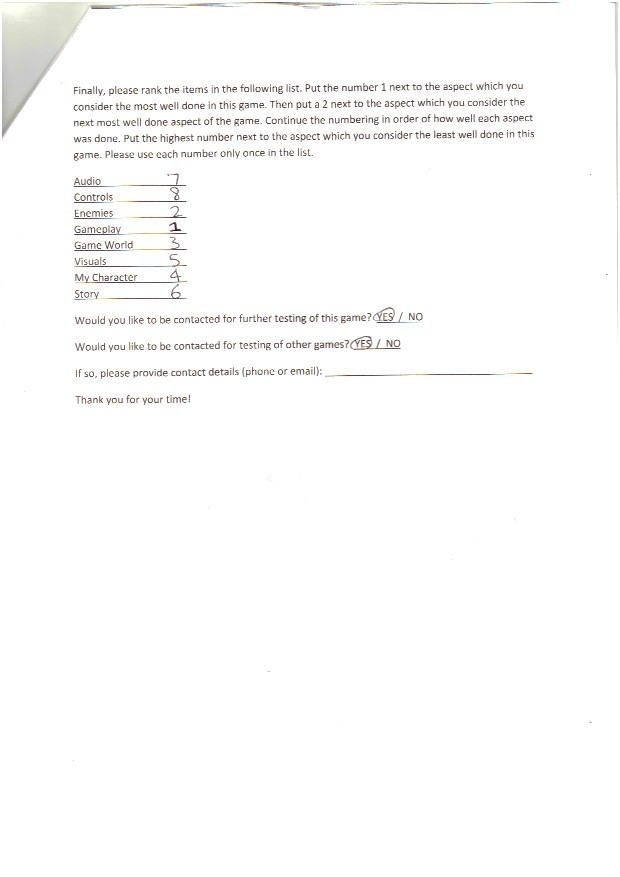 Finally, please rank the items in the following list. Put the number 1 next to the aspect which you
consider the most well done in this game. Then put a 2 next to the aspect which you consider the
next most well done aspect of the game. Continue the numbering in order of how well each aspect
was done. Put the highest number next to the aspect which you consider the least well done in this
game. Please use each number only once in the list.
Audio 7
Controls 8
Enemies 2
Gameplay 1
Game World 3
Visuals 5
My Character 4
Story 6
Would you like to be contacted for further testing of this game? YES / NO
Would you like to be contacted for testing of other games? YES / NO
If so, please provide contact details (phone or email):
Thank you for your time!